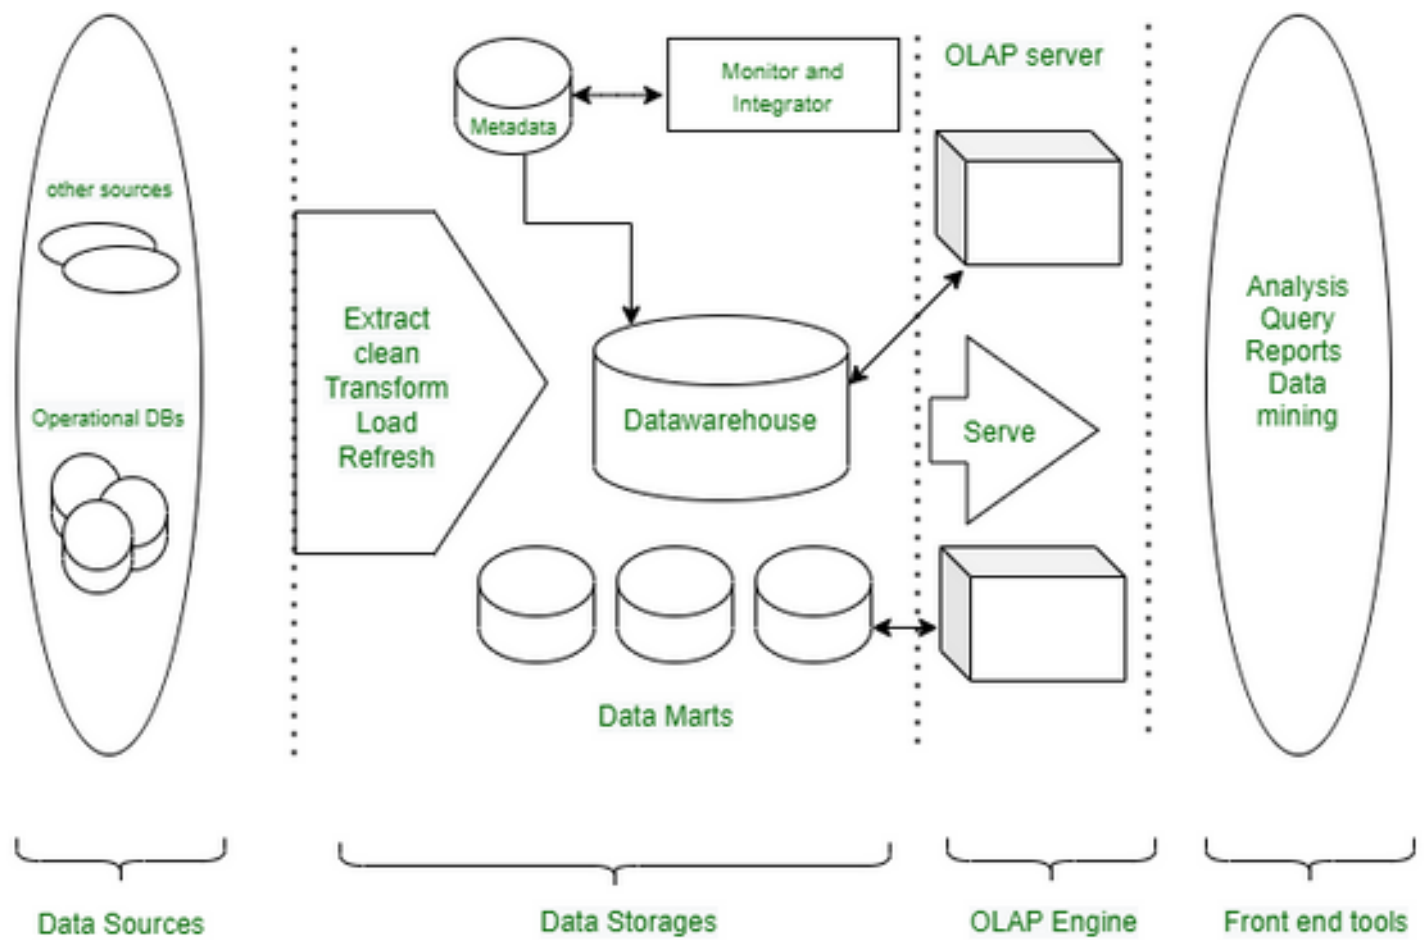 OLAP server
Monitor and
Integrator
Metadata
other sources
Operational DBs
Extract
clean
Transform
Load
Refresh
Datawarehouse
Serve
Analysis
Query
Reports
Data
mining
Data Marts
Data Sources
Data Storages
OLAP Engine
Front end tools